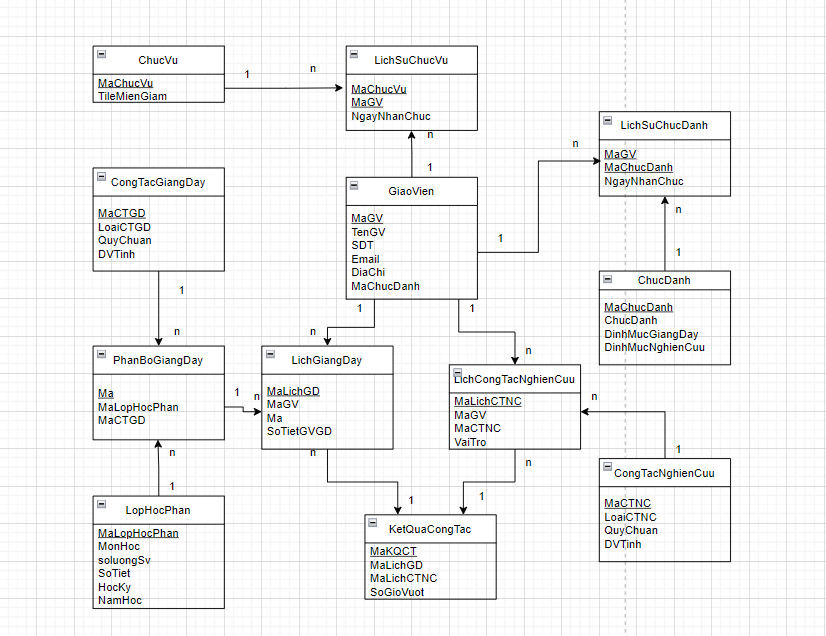 ChucVu
MaChucVu
TileMienGiam
1
n
LichSuChucVu
MaChucVu
MaGV
NgayNhanChuc
n
1
LichSuChucDanh
MaGV
MaChucDanh
NgayNhanChuc
n
n
1
1
CongTacGiangDay
MaCTGD
LoaiCTGD
QuyChuan
DVTinh
1
n
GiaoVien
MaGV
TenGV
SDT
Email
DiaChi
MaChucDanh
1
n
1
n
ChucDanh
MaChucDanh
ChucDanh
DinhMucGiangDay
DinhMucNghienCuu
PhanBoGiangDay
Ma
MaLopHocPhan
MaCTGD
1
n
LichGiangDay
MaLichGD
MaGV
Ma
SoTietGVGD
n
1
LichCongTacNghienCuu
MaLichCTNC
MaGV
MaCTNC
VaiTro
n
1
n
1
n
1
LopHocPhan
MaLopHocPhan
MonHoc
soluongSv
SoTiet
HocKy
NamHoc
KetQuaCongTac
MaKQCT
MaLichGD
MaLichCTNC
SoGioVuot
CongTacNghienCuu
MaCTNC
LoaiCTNC
QuyChuan
DVTinh